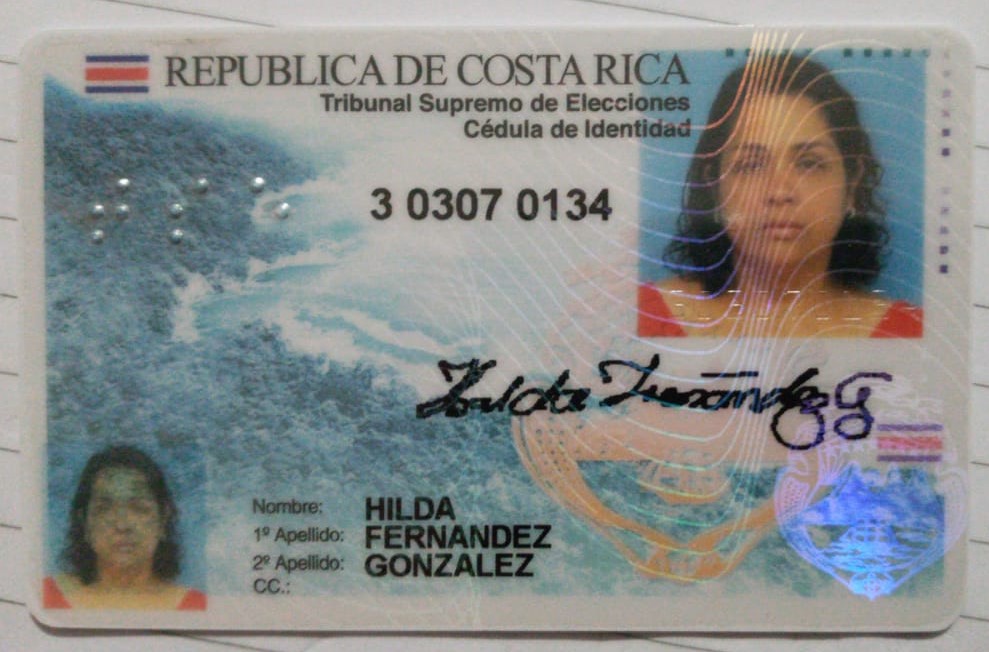 REPUBLICA DE COSTA RICA
Tribunal Supremo de Elecciones
Cédula de Identidad
3 0307 0134
Hilda Fernández G
Nombre: HILDA
1º Apellido: FERNANDEZ
2º Apellido: GONZALEZ
CC.: